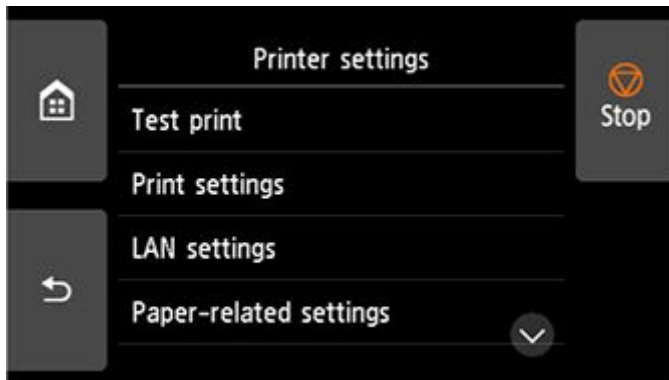 Printer settings
Stop
Test print
Print settings
LAN settings
Paper-related settings